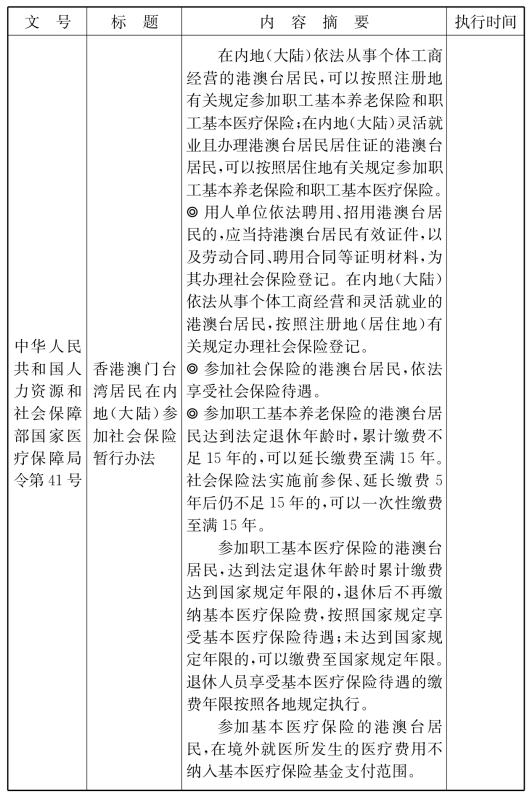 文　号　标　题　内　容　摘　要　执行时间
中华人民
共和国人
力资源和
社会保障
部国家医
疗保障局
令第 41 号
香港澳门台
湾居民在内
地(大陆)参
加社会保险
暂行办法
在内地(大陆)依法从事个体工商
经营的港澳台居民,可以按照注册地
有关规定参加职工基本养老保险和职
工基本医疗保险;在内地(大陆)灵活就
业且办理港澳台居民居住证的港澳台
居民,可以按照居住地有关规定参加职
工基本养老保险和职工基本医疗保险。
◎ 用人单位依法聘用、招用港澳台居
民的,应当持港澳台居民有效证件,以
及劳动合同、聘用合同等证明材料,为
其办理社会保险登记。在内地(大陆)
依法从事个体工商经营和灵活就业的
港澳台居民,按照注册地(居住地)有
关规定办理社会保险登记。
◎ 参加社会保险的港澳台居民,依法
享受社会保险待遇。
◎ 参加职工基本养老保险的港澳台居
民达到法定退休年龄时,累计缴费不
足 15 年的,可以延长缴费至满 15 年。
社会保险法实施前参保、延长缴费 5
年后仍不足 15 年的,可以一次性缴费
至满 15 年。
参加职工基本医疗保险的港澳台
居民,达到法定退休年龄时累计缴费
达到国家规定年限的,退休后不再缴
纳基本医疗保险费,按照国家规定享
受基本医疗保险待遇;未达到国家规
定年限的,可以缴费至国家规定年限。
退休人员享受基本医疗保险待遇的缴
费年限按照各地规定执行。
参加基本医疗保险的港澳台居
民,在境外就医所发生的医疗费用不
纳入基本医疗保险基金支付范围。